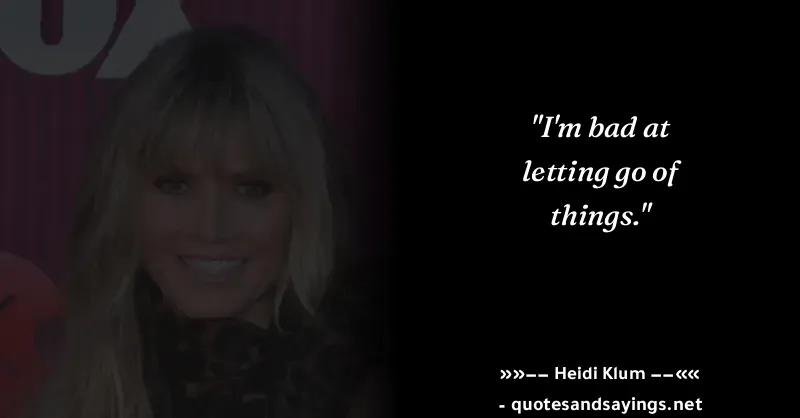 "I'm bad at
letting go of
things."
»»−− Heidi Klum −−««
- quotesandsayings.net